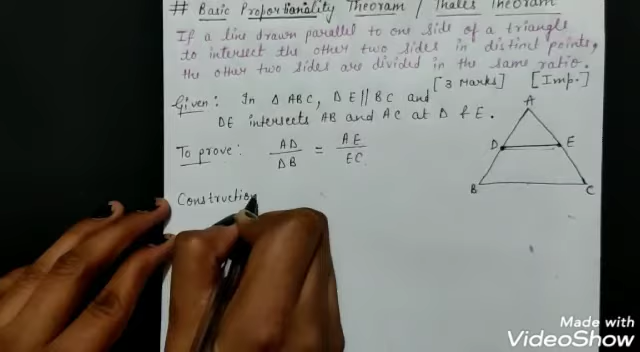 # Basic Proportionality Theoram / Thales Theoram
If a line drawn parallel to one side of a triangle
to intersect the other two sides in distinct points,
the other two sides are divided in the same ratio.
[3 Marks] [Imp.]
Given: In Δ ABC, DE || BC and
DE intersects AB and AC at D & E.
To prove: AD/DB = AE/EC
Construction
A
D
E
B
C
Made with
VideoShow